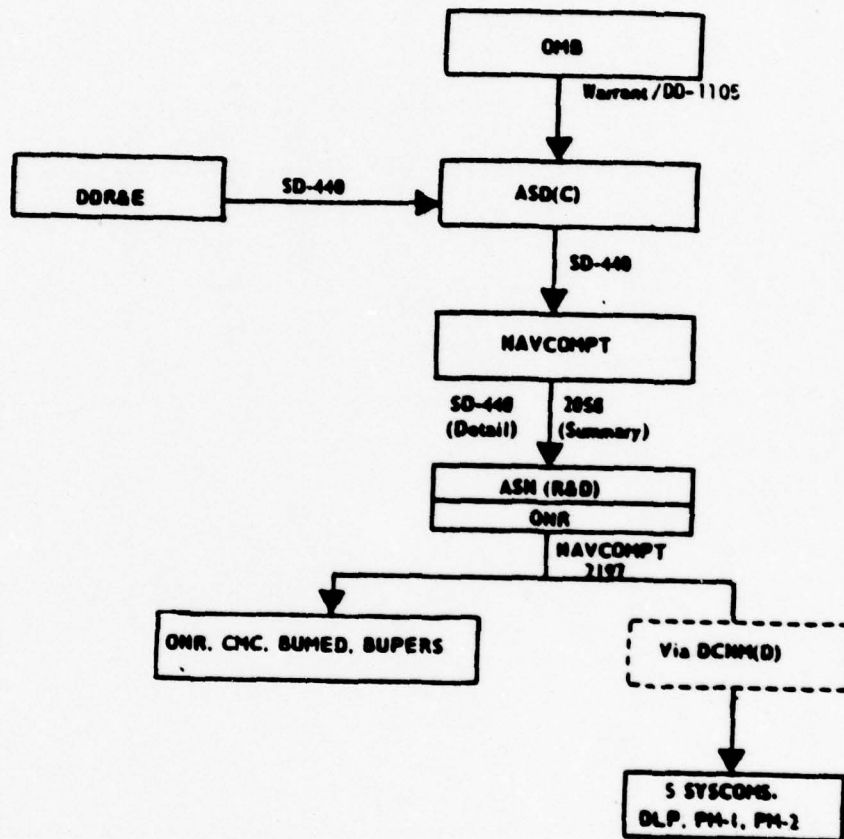 OMB
Warrant/DD-1105
DDR&E
SD-440
ASD(C)
SD-440
NAVCOMPT
SD-440
(Detail)
2058
(Summary)
ASN (R&D)
ONR
NAVCOMPT
2197
ONR. CMC. BUMED. BUPERS
Via DCNM(D)
5 SYSCOMS.
DLP, PM-1, PM-2